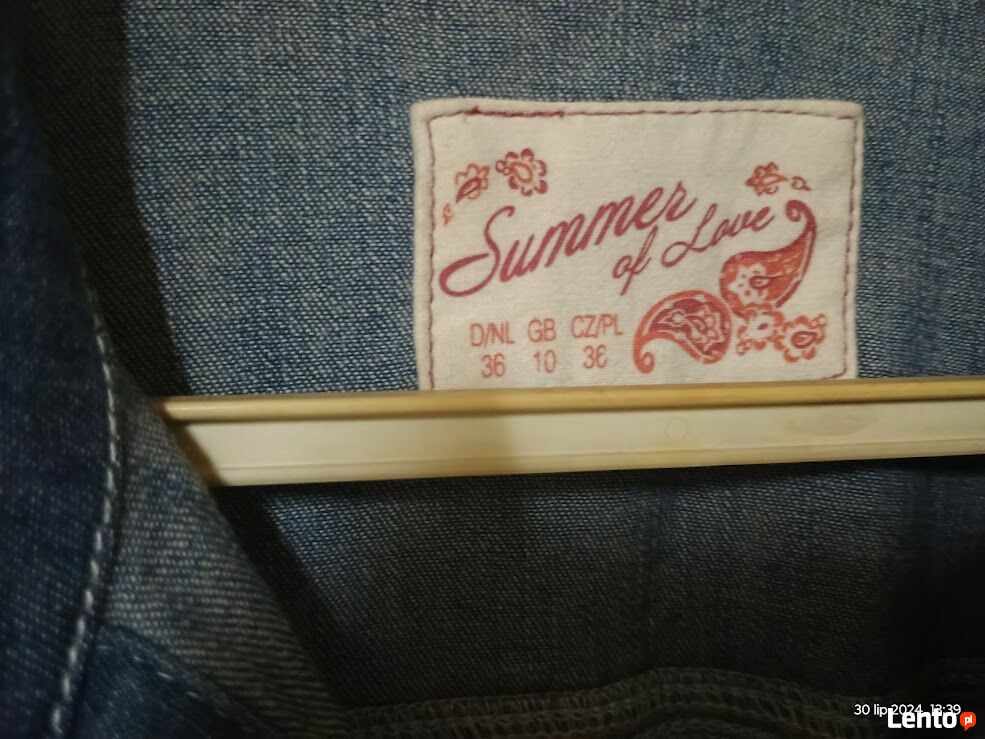 Summer
of Love
D/NL GB CZ/PL
36 10 36
30 lip 2024, 13:39
Lento pl